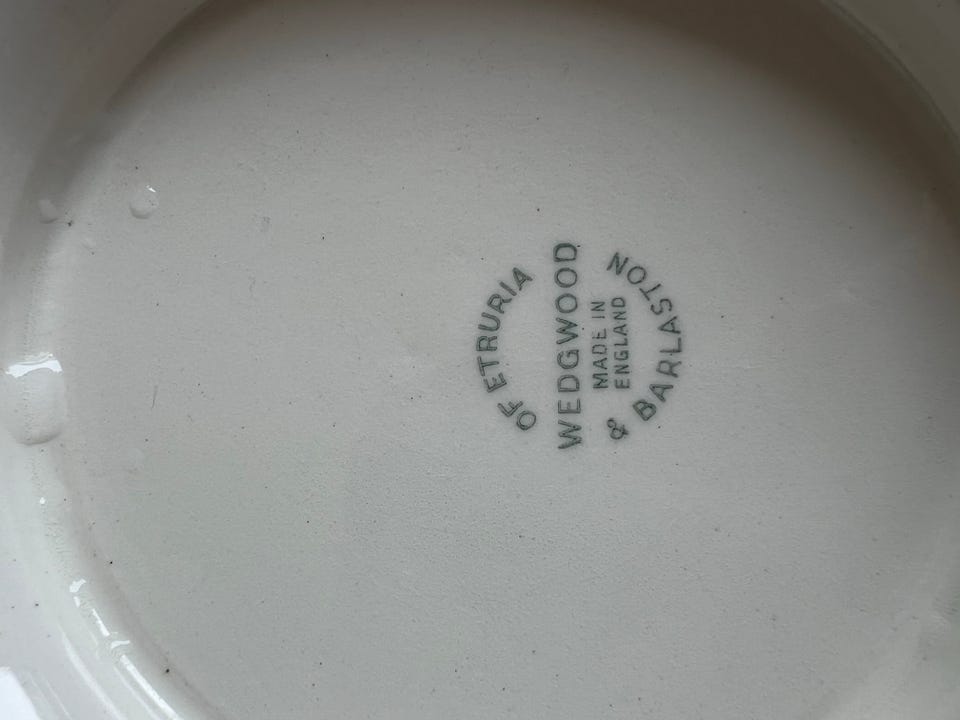 OF ETRURIA
WEDGWOOD
MADE IN
ENGLAND
& BARLASTON